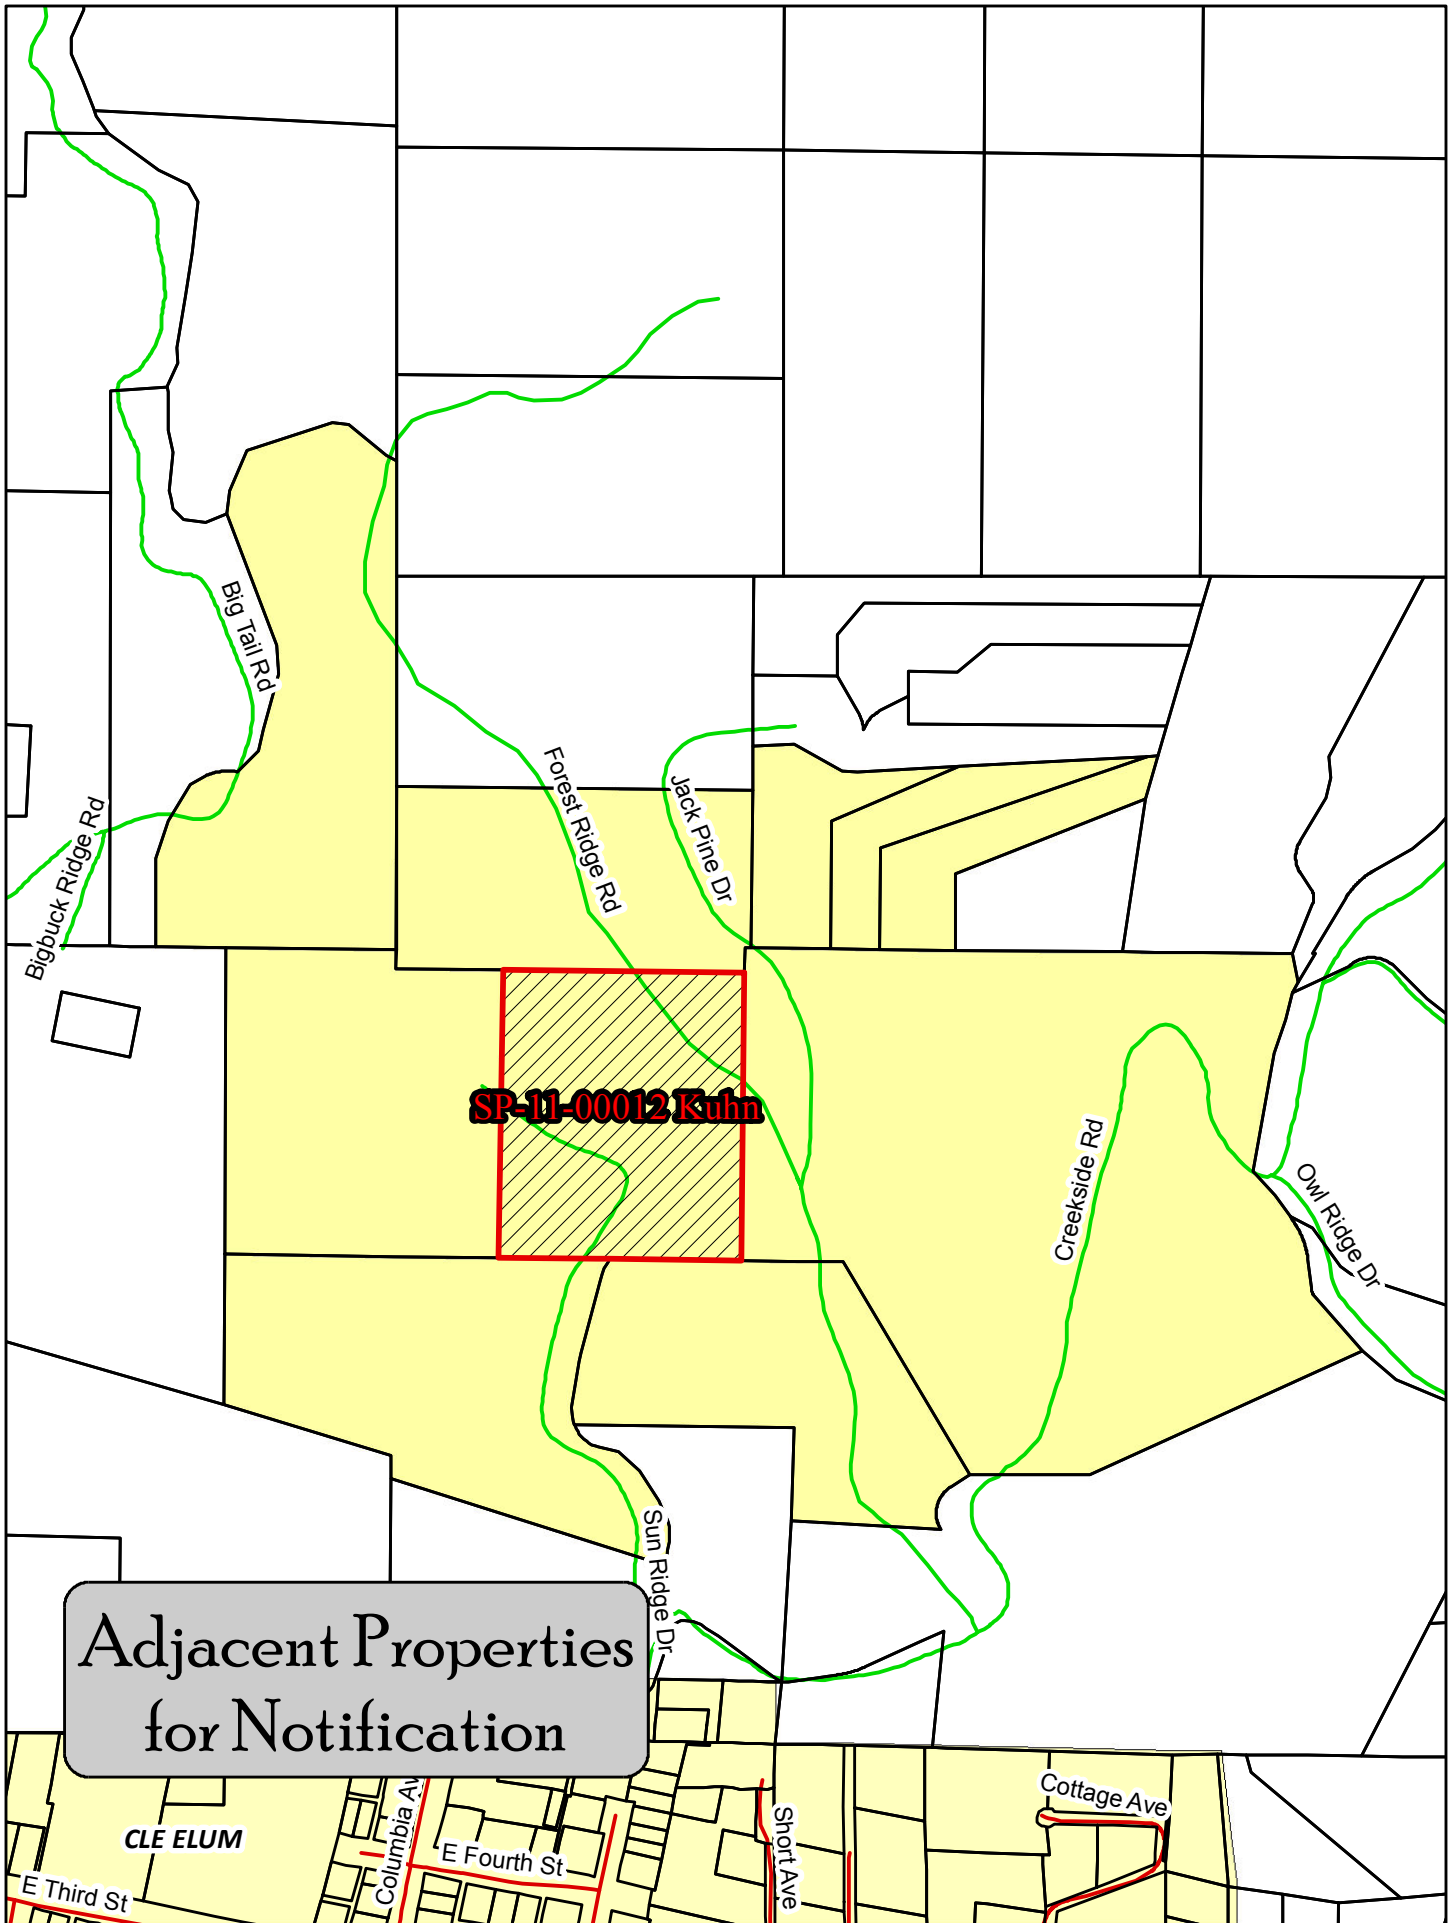 Big Tail Rd
Forest Ridge Rd
Jack Pine Dr
Bigbuck Ridge Rd
SP-11-00012 Kuhn
Creekside Rd
Owl Ridge Dr
Sun Ridge Dr
Adjacent Properties
for Notification
Cottage Ave
Columbia Av
Short Ave
CLE ELUM
E Fourth St
E Third St